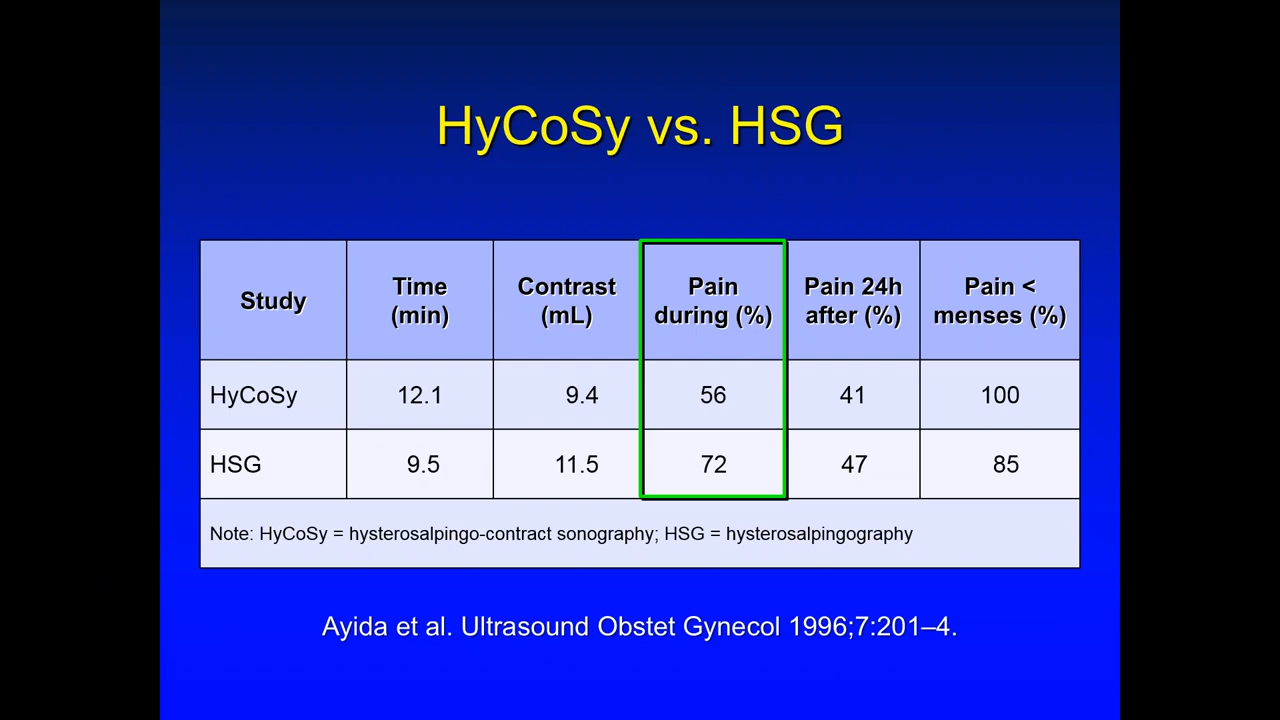 HyCoSy vs. HSG
Study
Time
(min)
Contrast
(mL)
Pain
during (%)
Pain 24h
after (%)
Pain <
menses (%)
HyCoSy 12.1 9.4 56 41 100
HSG 9.5 11.5 72 47 85
Note: HyCoSy = hysterosalpingo-contract sonography; HSG = hysterosalpingography
Ayida et al. Ultrasound Obstet Gynecol 1996;7:201–4.